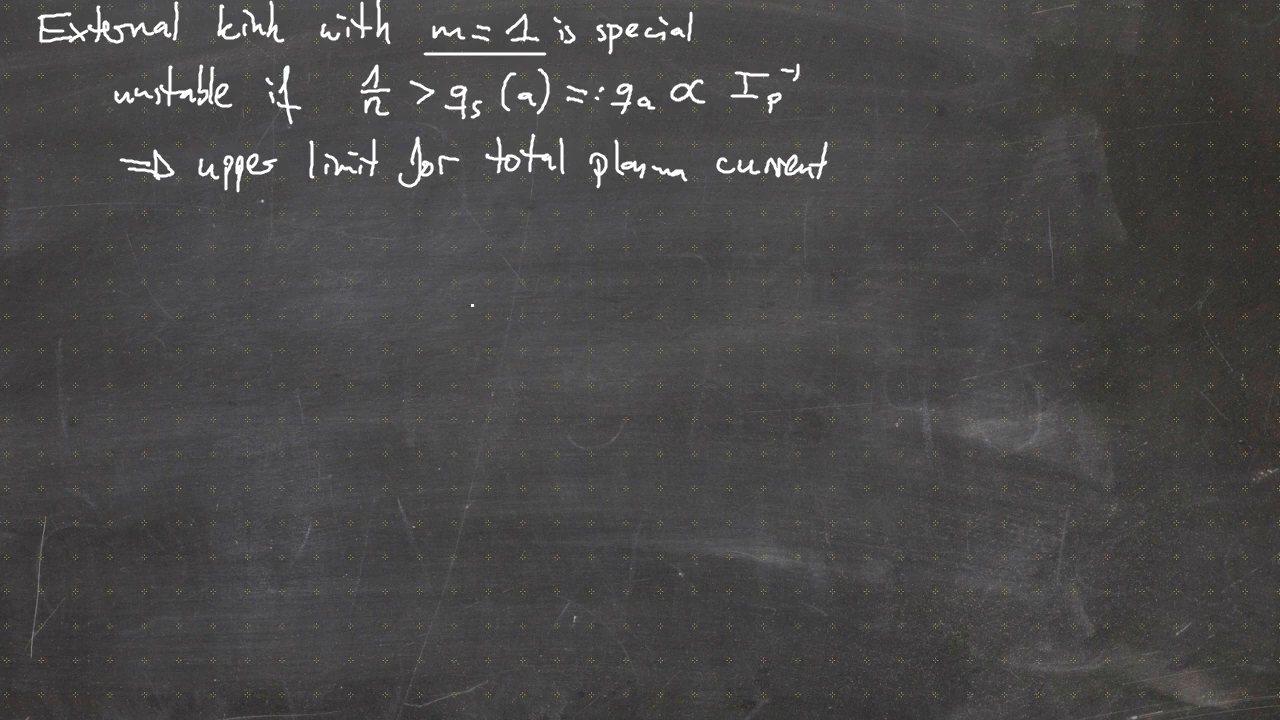 External kink with m = 1 is special
unstable if 1/n > q_s (a) =: q_a ∝ I_p^-1
⇒ upper limit for total plasma current